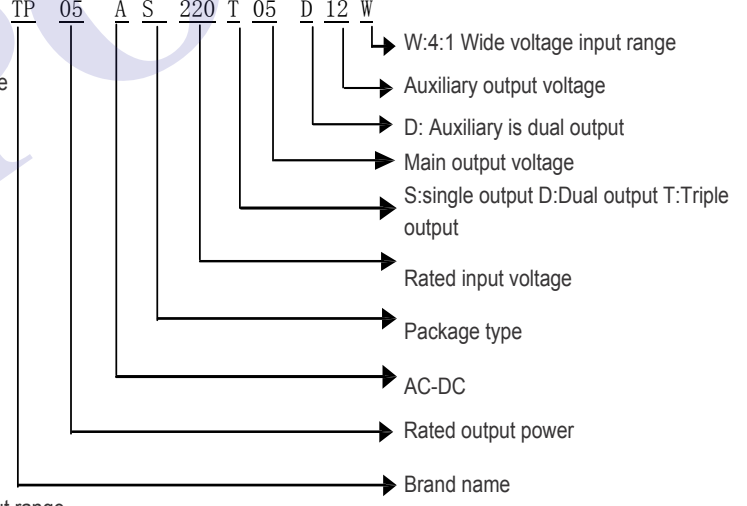 TP 05 A S 220 T 05 D 12 W
W:4:1 Wide voltage input range
Auxiliary output voltage
D: Auxiliary is dual output
Main output voltage
S:single output D:Dual output T:Triple
output
Rated input voltage
Package type
AC-DC
Rated output power
Brand name